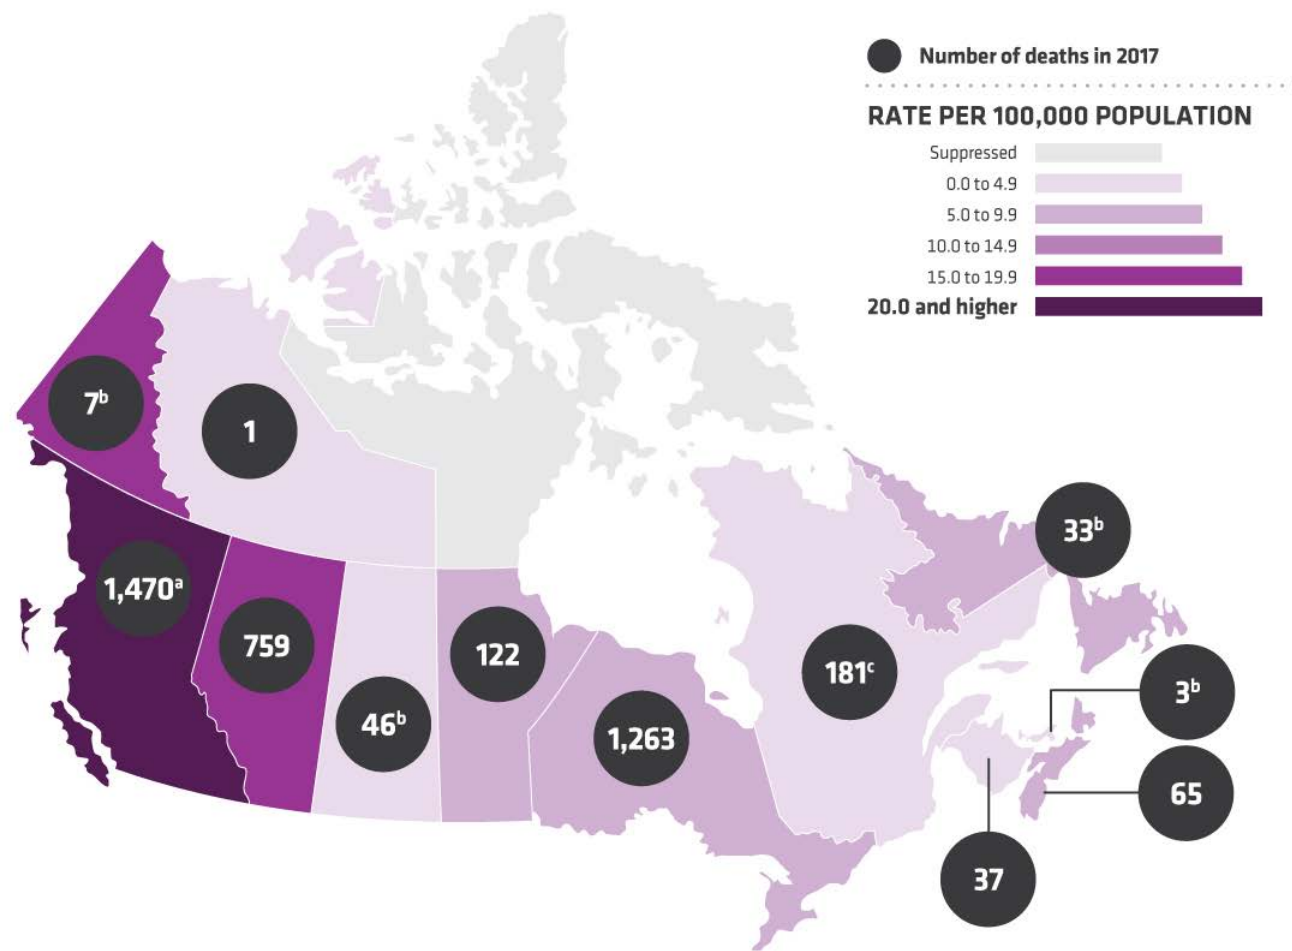 Number of deaths in 2017
RATE PER 100,000 POPULATION
Suppressed
0.0 to 4.9
5.0 to 9.9
10.0 to 14.9
15.0 to 19.9
20.0 and higher
7ᵇ
1
33ᵇ
1,470ᵃ
759
122
181ᶜ
46ᵇ
1,263
3ᵇ
65
37